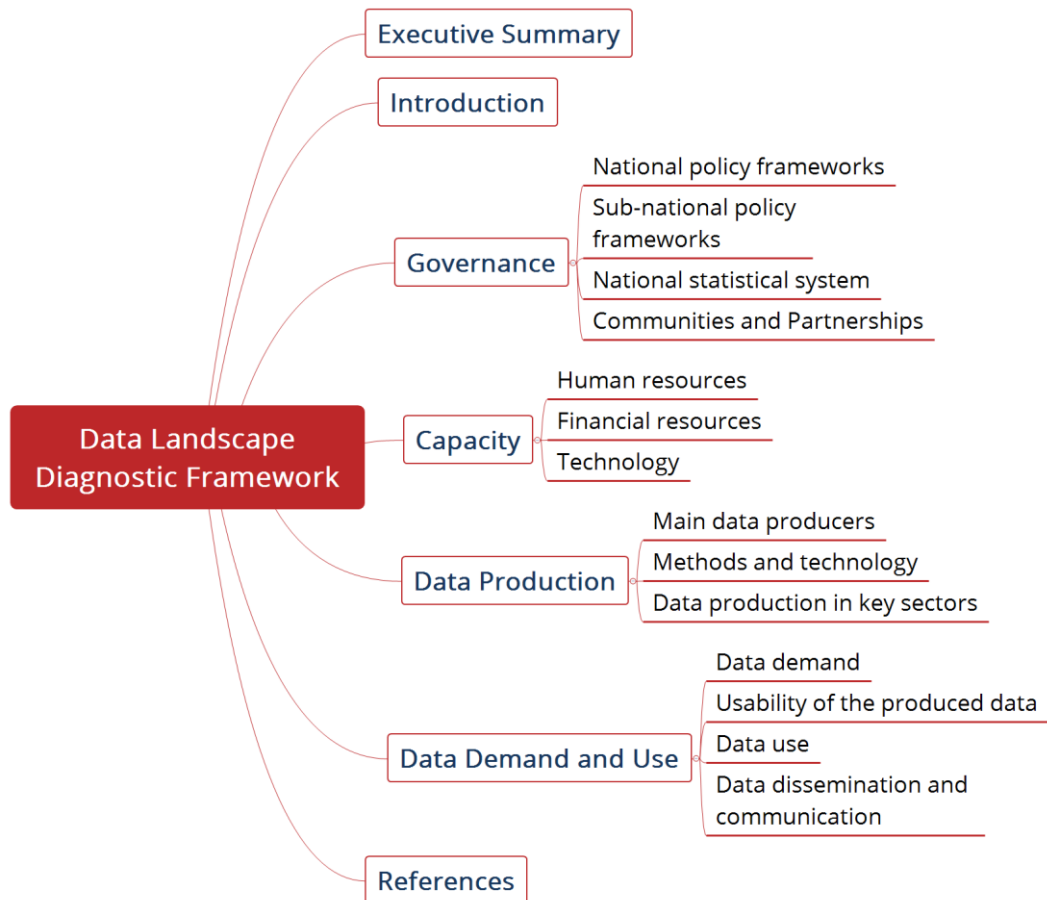 Executive Summary
Introduction
National policy frameworks
Sub-national policy
frameworks
Governance
National statistical system
Communities and Partnerships
Human resources
Financial resources
Capacity
Technology
Data Landscape
Diagnostic Framework
Main data producers
Methods and technology
Data Production
Data production in key sectors
Data demand
Usability of the produced data
Data Demand and Use
Data use
Data dissemination and
communication
References